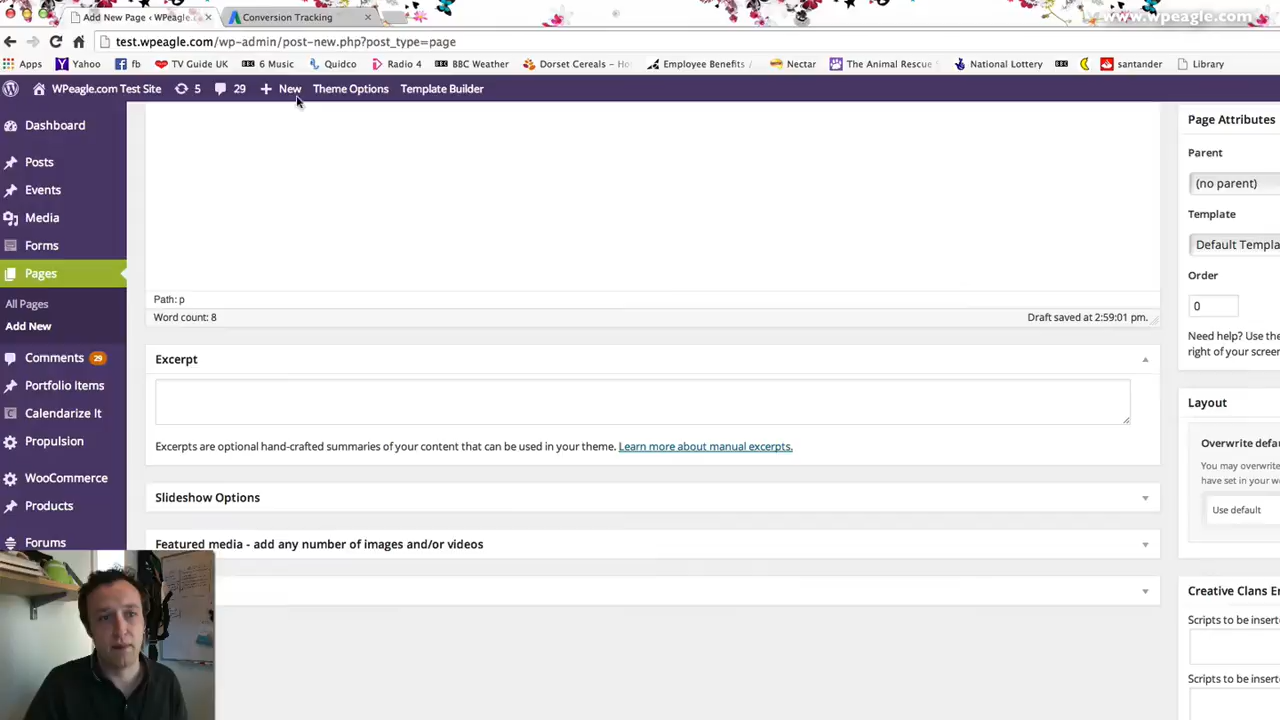 Add New Page ‹ WPeagle.c
Conversion Tracking
www.wpeagle.com
test.wpeagle.com/wp-admin/post-new.php?post_type=page
Apps Yahoo fb TV Guide UK 6 Music Quidco Radio 4 BBC Weather Dorset Cereals - Ho Employee Benefits / Nectar The Animal Rescue S National Lottery santander Library
WPeagle.com Test Site 5 29 + New Theme Options Template Builder
Dashboard
Posts
Events
Media
Forms
Pages
All Pages
Add New
Comments 29
Portfolio Items
Calendarize It
Propulsion
WooCommerce
Products
Forums
Path: p
Word count: 8
Draft saved at 2:59:01 pm.
Excerpt
Excerpts are optional hand-crafted summaries of your content that can be used in your theme. Learn more about manual excerpts.
Slideshow Options
Featured media - add any number of images and/or videos
Page Attributes
Parent
(no parent)
Template
Default Templa
Order
0
Need help? Use the
right of your screen
Layout
Overwrite defau
You may overwrite
have set in your we
Use default
Creative Clans En
Scripts to be insert
Scripts to be insert